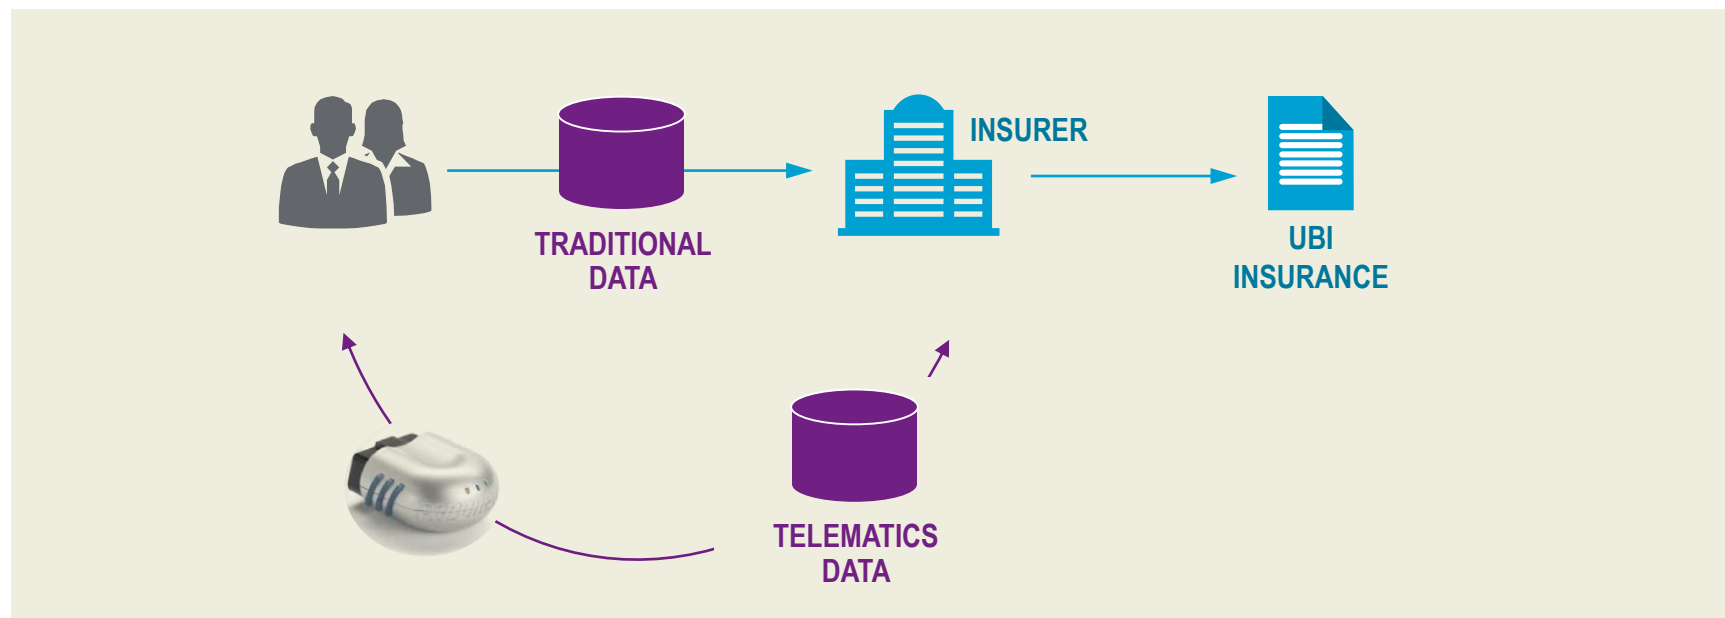 INSURER
TRADITIONAL
DATA
UBI
INSURANCE
TELEMATICS
DATA